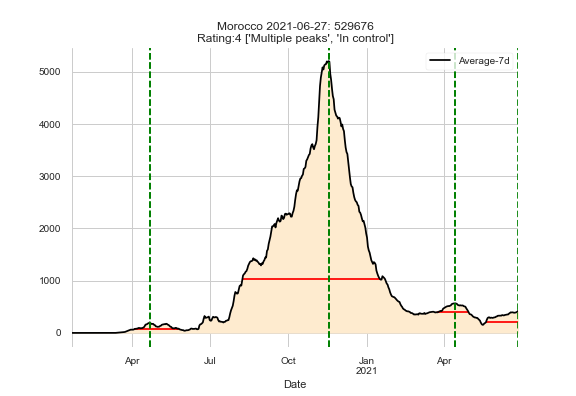 Morocco 2021-06-27: 529676
Rating:4 ['Multiple peaks', 'In control']
Average-7d
5000
4000
3000
2000
1000
0
Apr
Jul
Oct
Jan
2021
Apr
Date